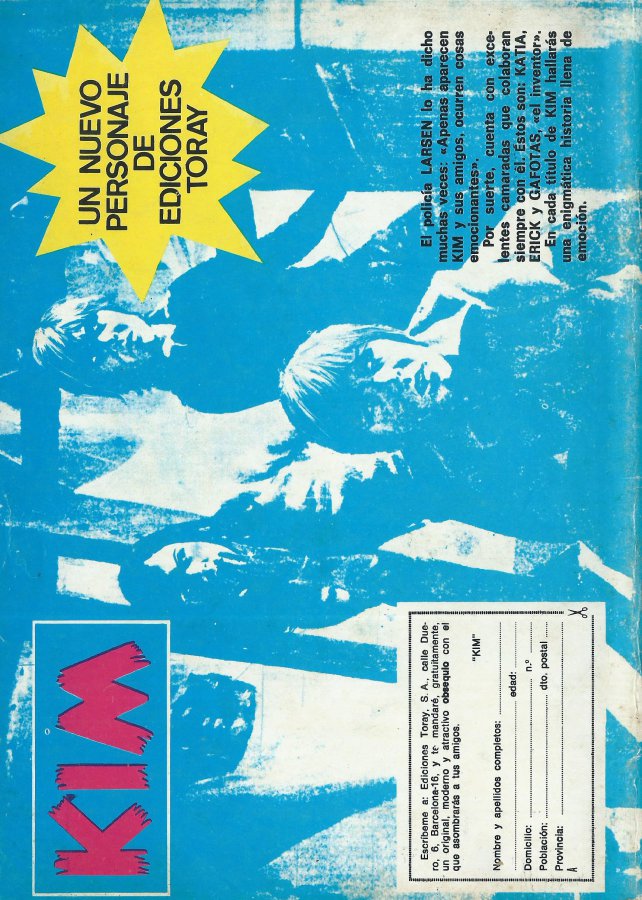 KIM
UN NUEVO
PERSONAJE
DE
EDICIONES
TORAY
El policía LARSEN lo ha dicho
muchas veces: «Apenas aparecen
KIM y sus amigos, ocurren cosas
emocionantes».
Por suerte, cuenta con exce-
lentes camaradas que colaboran
siempre con él. Éstos son: KATIA,
ERICK y GAFOTAS, «el inventor».
En cada título de KIM hallarás
una enigmática historia llena de
emoción.
Escríbeme a: Ediciones Toray, S. A., calle Due-
ro, 6, Barcelona-16, y te mandaré, gratuitamente,
un original, moderno y atractivo obsequio con el
que asombrarás a tus amigos.
"KIM"
Nombre y apellidos completos:
edad:
Domicilio: n.º
Población: dto. postal
Provincia:
A